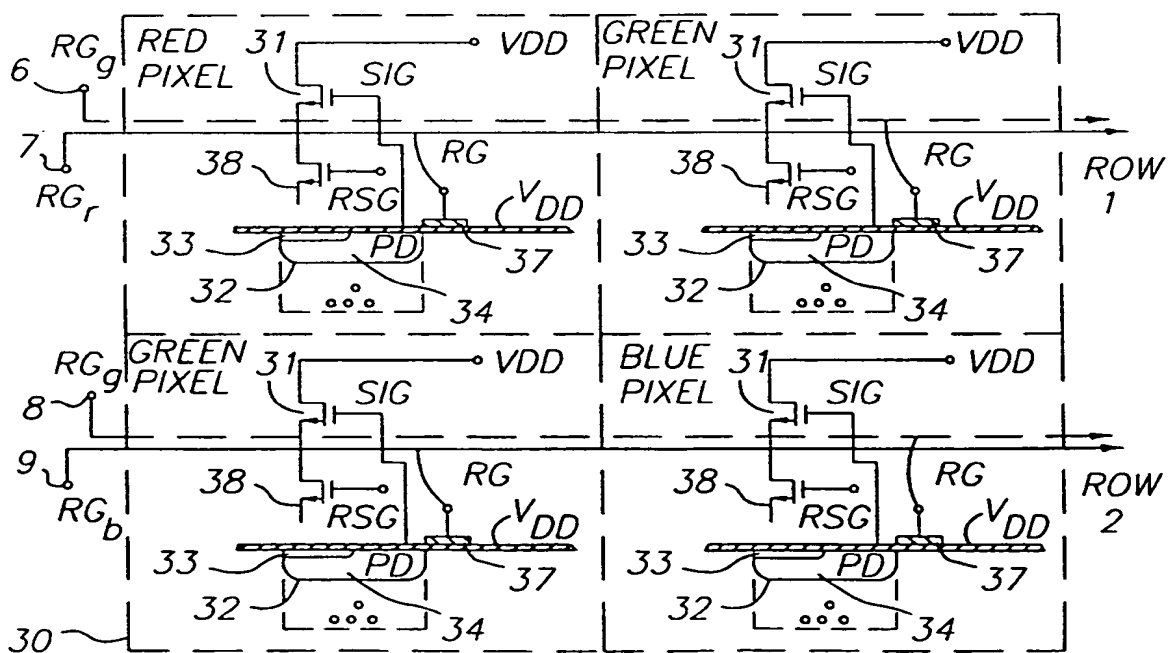 RED PIXEL
31
VDD
GREEN PIXEL
31
VDD
RGg
6
SIG
SIG
7
RGr
38
RSG
RG
VDD
38
RSG
RG
VDD
ROW 1
33
PD
37
32
34
33
PD
37
32
34
GREEN PIXEL
31
VDD
BLUE PIXEL
31
VDD
RGg
8
SIG
SIG
9
RGb
38
RSG
RG
VDD
38
RSG
RG
VDD
ROW 2
33
PD
37
32
34
33
PD
37
32
34
30